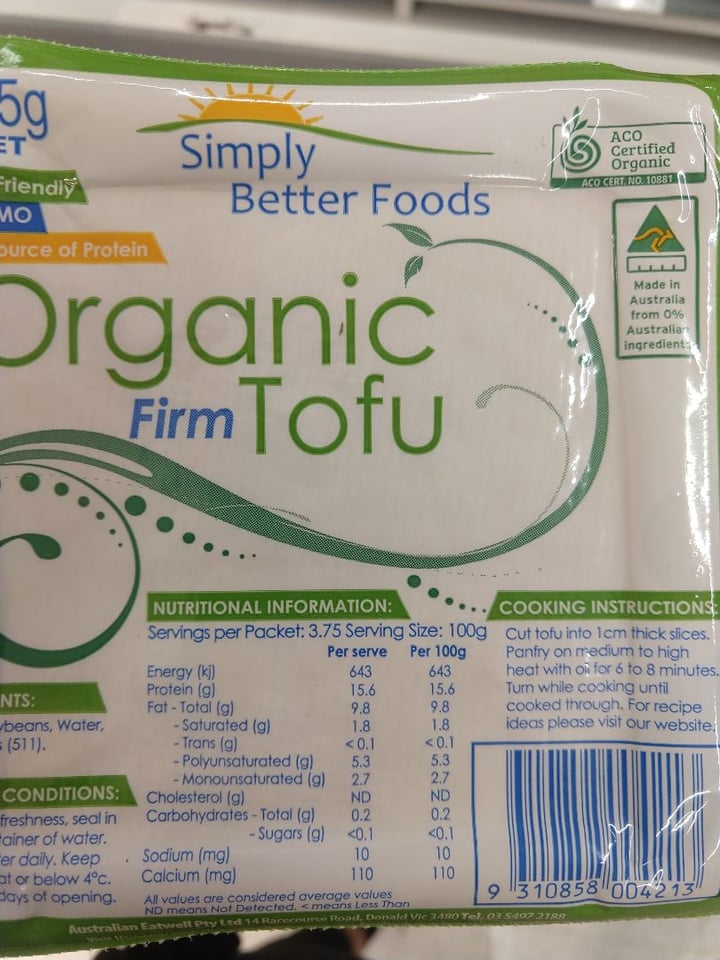 5g
ET
Friendly
MO
ource of Protein
Simply
Better Foods
ACO
Certified
Organic
ACO CERT. NO. 10881
Made in
Australia
from 0%
Australian
ingredients
Organic
Firm Tofu
NTS:
ybeans, Water,
s (511).
CONDITIONS:
freshness, seal in
tainer of water.
er daily. Keep
at or below 4°c.
days of opening.
NUTRITIONAL INFORMATION:
Servings per Packet: 3.75 Serving Size: 100g
Per serve Per 100g
Energy (kj) 643 643
Protein (g) 15.6 15.6
Fat - Total (g) 9.8 9.8
- Saturated (g) 1.8 1.8
- Trans (g) <0.1 <0.1
- Polyunsaturated (g) 5.3 5.3
- Monounsaturated (g) 2.7 2.7
Cholesterol (g) ND ND
Carbohydrates - Total (g) 0.2 0.2
- Sugars (g) <0.1 <0.1
Sodium (mg) 10 10
Calcium (mg) 110 110
All values are considered average values
ND means Not Detected, < means Less Than
COOKING INSTRUCTIONS
Cut tofu into 1cm thick slices.
Panfry on medium to high
heat with oil for 6 to 8 minutes.
Turn while cooking until
cooked through. For recipe
ideas please visit our website.
9 310858 004213
Australian Eatwell Pty Ltd 14 Racecourse Road, Donald Vic 3480 Tel. 03 5497 2188